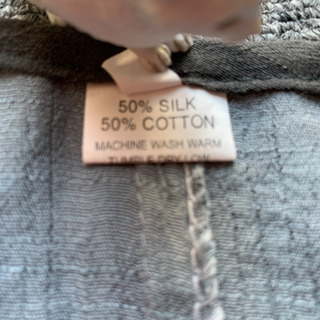 50% SILK
50% COTTON
MACHINE WASH WARM
TUMBLE DRY LOW